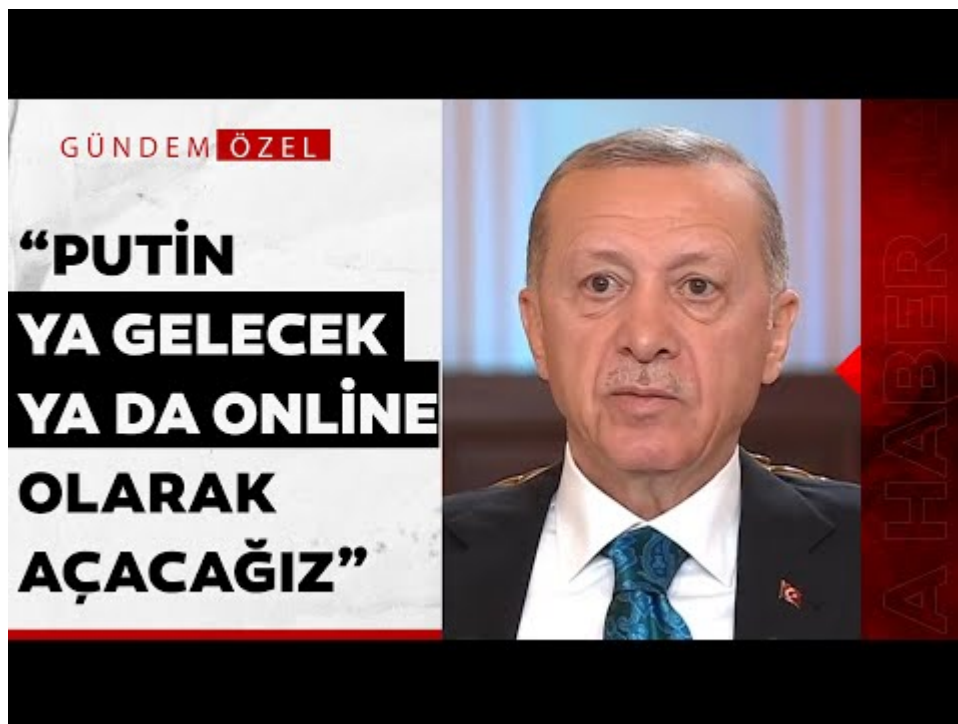 GÜNDEM ÖZEL
“PUTİN
YA GELECEK
YA DA ONLİNE
OLARAK
AÇACAĞIZ”
A HABER